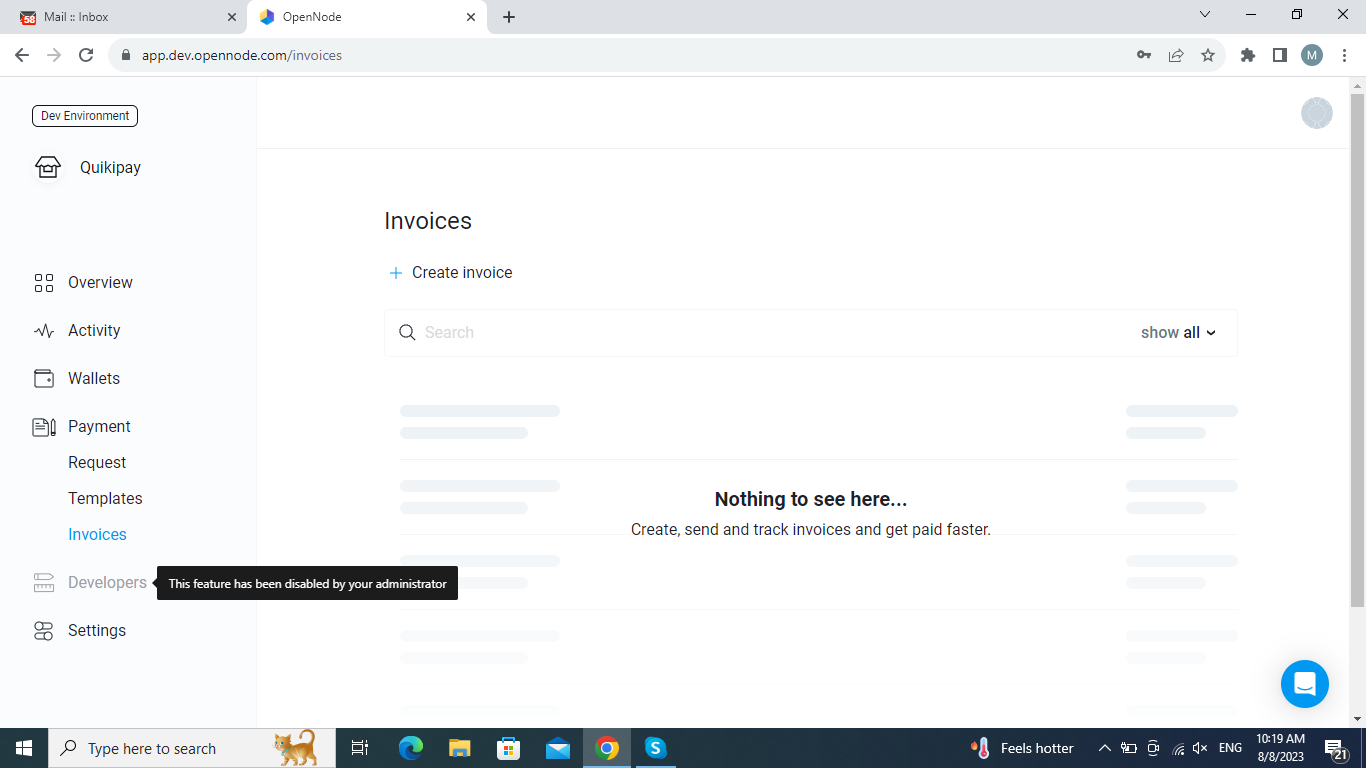 58
Mail :: Inbox
OpenNode
app.dev.opennode.com/invoices
M
Dev Environment
Quikipay
Overview
Activity
Wallets
Payment
Request
Templates
Invoices
Developers
Settings
Invoices
+ Create invoice
Search
show all
Nothing to see here...
Create, send and track invoices and get paid faster.
This feature has been disabled by your administrator
Type here to search
Feels hotter
ENG
10:19 AM
8/8/2023
21